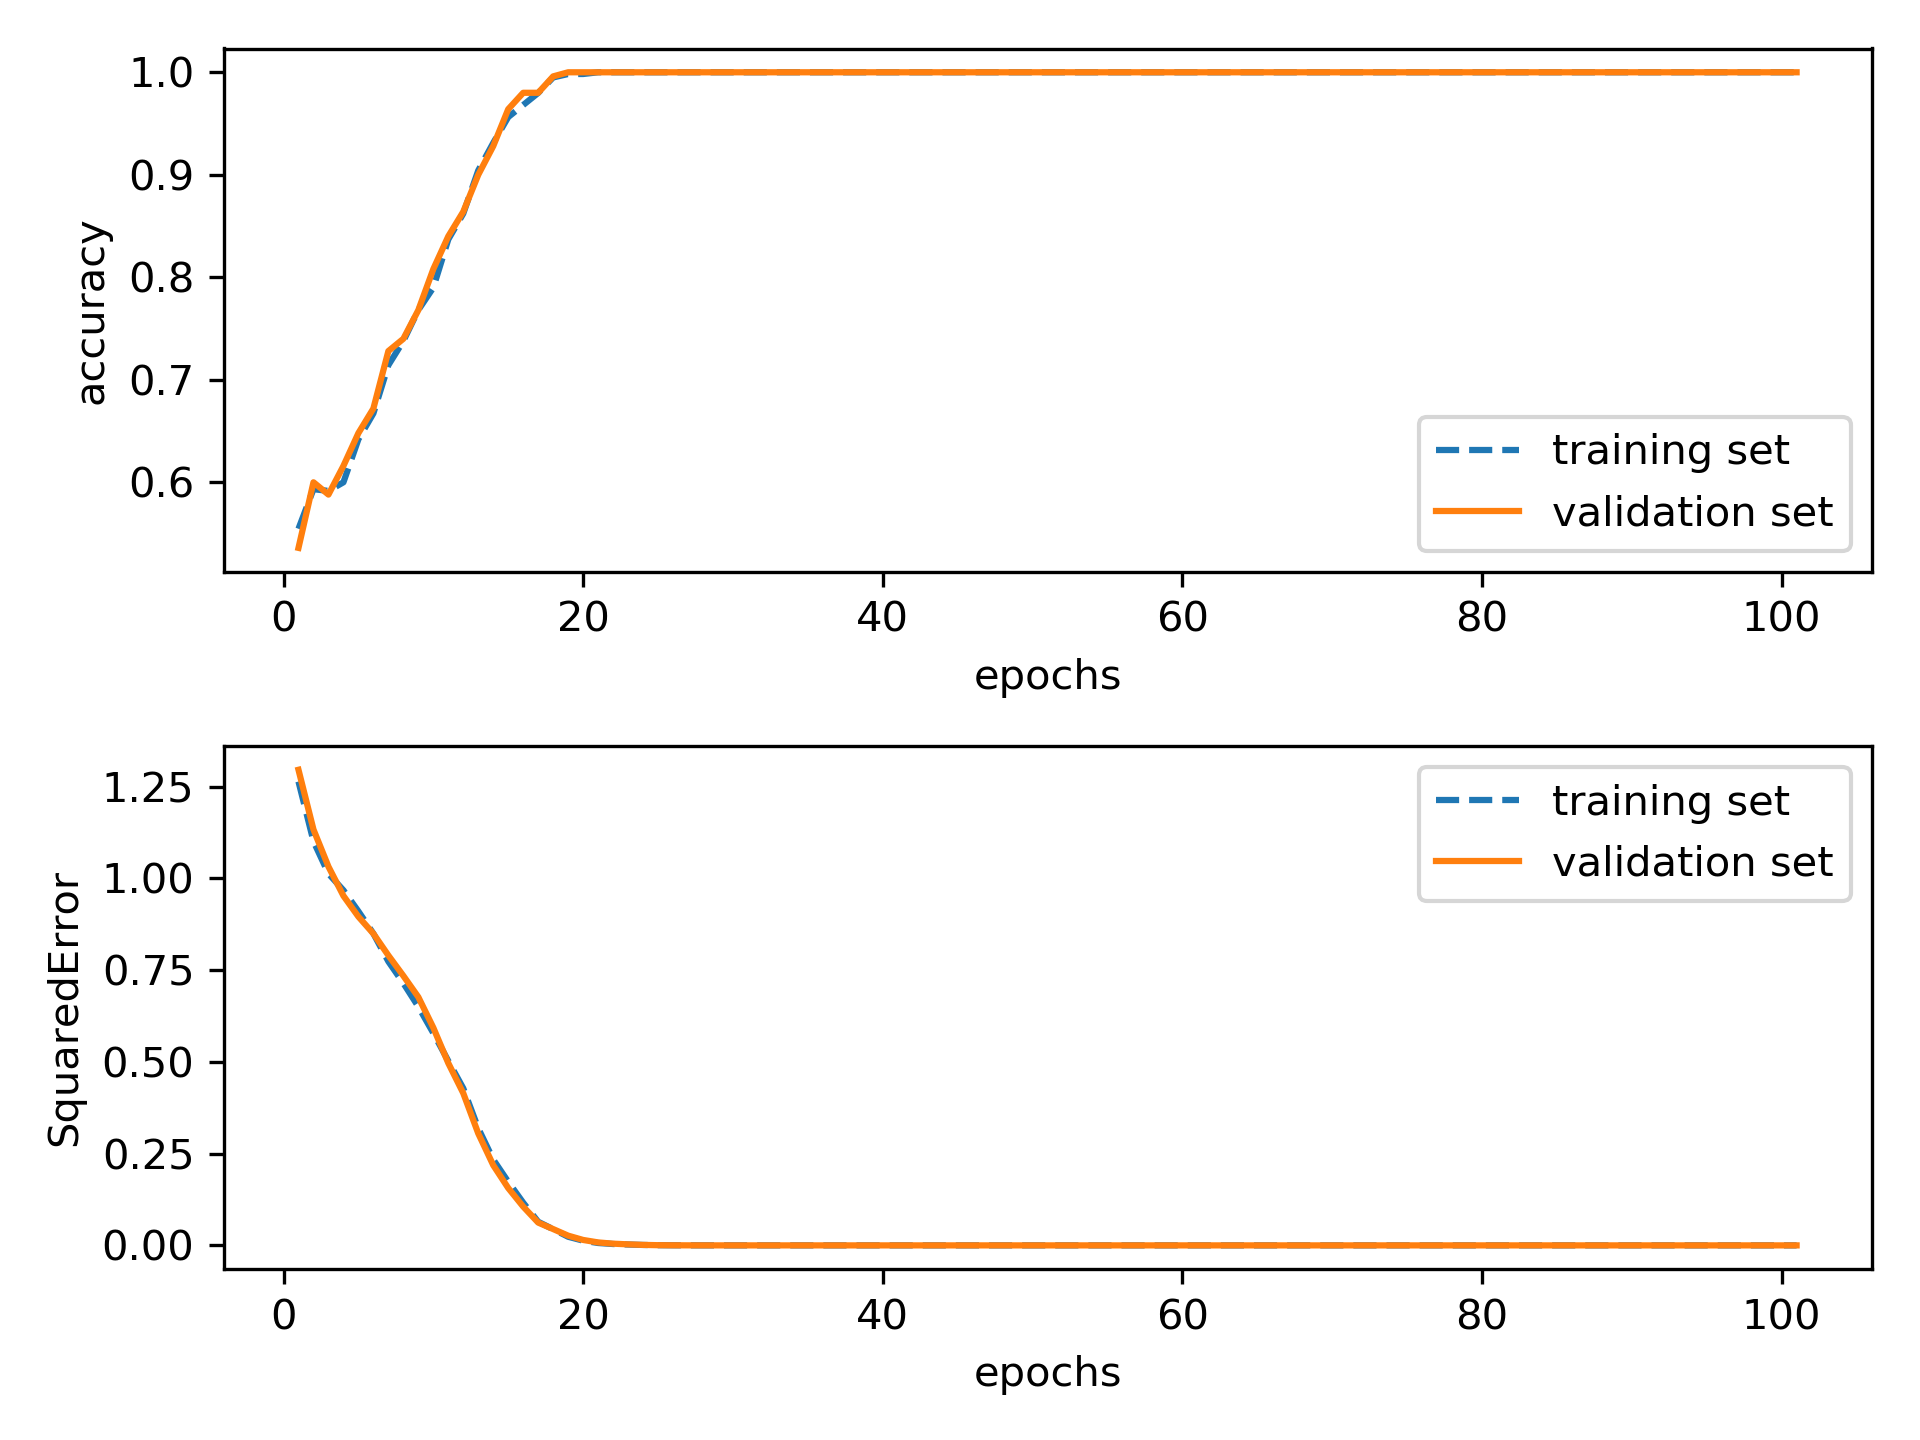 1.0
0.9
0.8
0.7
0.6
accuracy
training set
validation set
0 20 40 60 80 100
epochs
1.25
1.00
0.75
0.50
0.25
0.00
SquaredError
training set
validation set
0 20 40 60 80 100
epochs